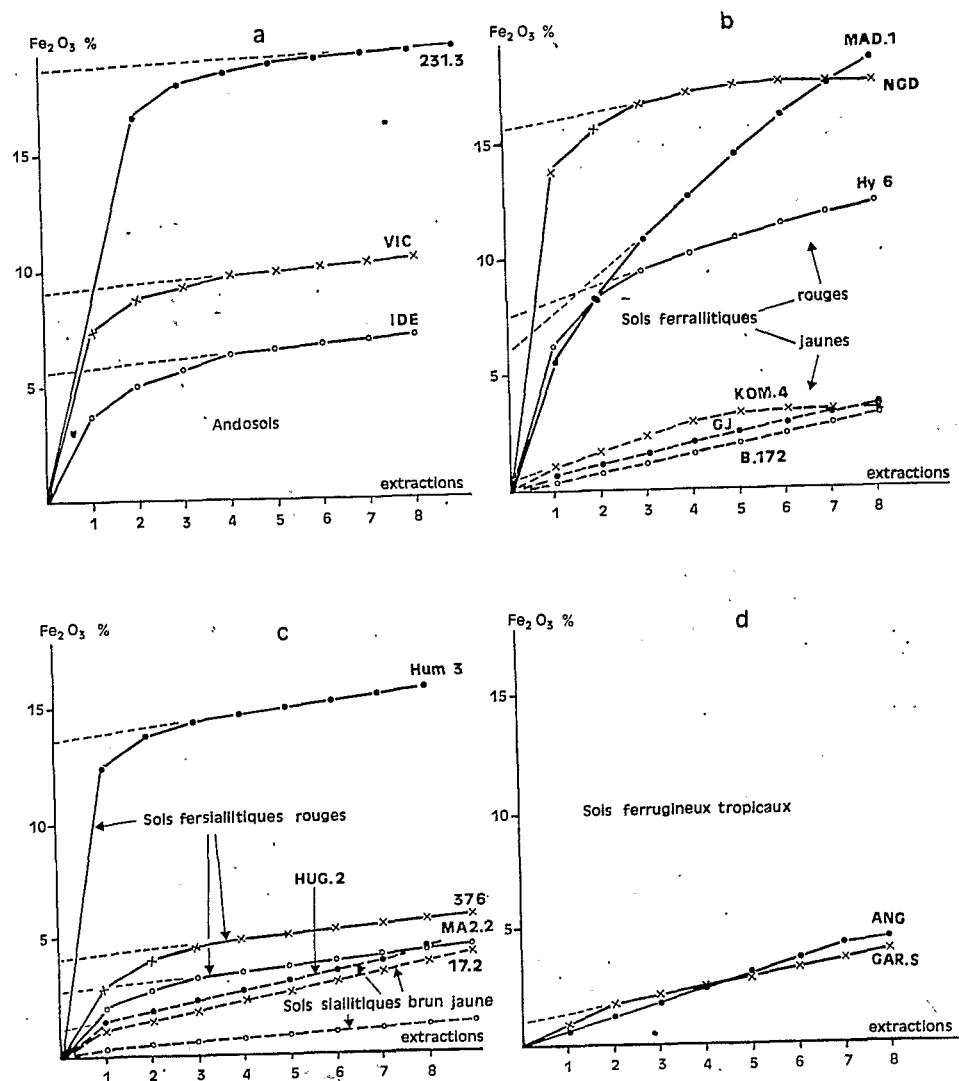 a
Fe2O3 %
231.3
15
VIC
10
IDE
5
Andosols
extractions
1 2 3 4 5 6 7 8
b
Fe2O3 %
MAD.1
NGD
15
Hy 6
10
rouges
Sols ferrallitiques
jaunes
5
KOM.4
GJ
B.172
extractions
1 2 3 4 5 6 7 8
c
Fe2O3 %
Hum 3
15
10
Sols fersiallitiques rouges
HUG.2
376
5
MA2.2
17.2
Sols siallitiques brun jaune
extractions
1 2 3 4 5 6 7 8
d
Fe2O3 %
15
10
Sols ferrugineux tropicaux
5
ANG
GAR.S
extractions
1 2 3 4 5 6 7 8